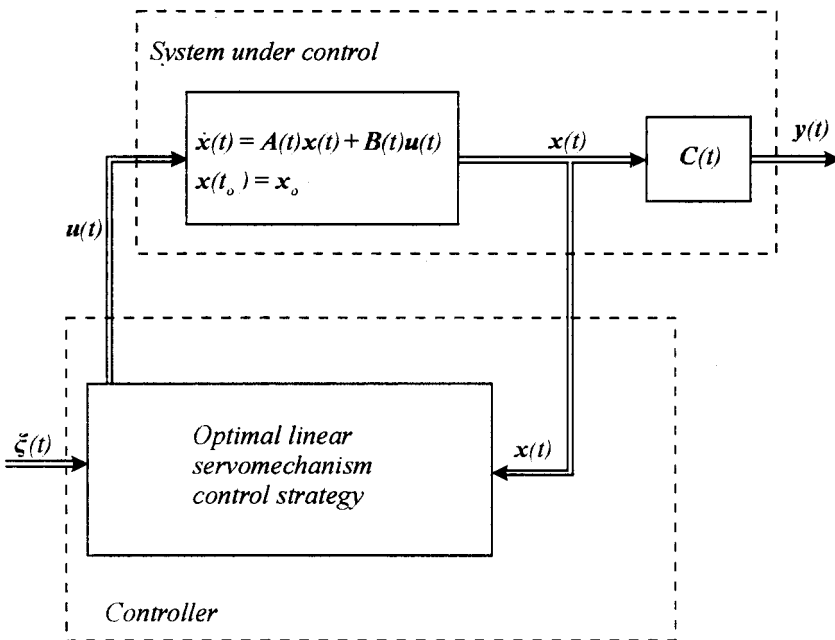 System under control
ẋ(t) = A(t)x(t) + B(t)u(t)
x(tₒ) = xₒ
x(t)
C(t)
y(t)
u(t)
ξ(t)
Optimal linear
servomechanism
control strategy
x(t)
Controller